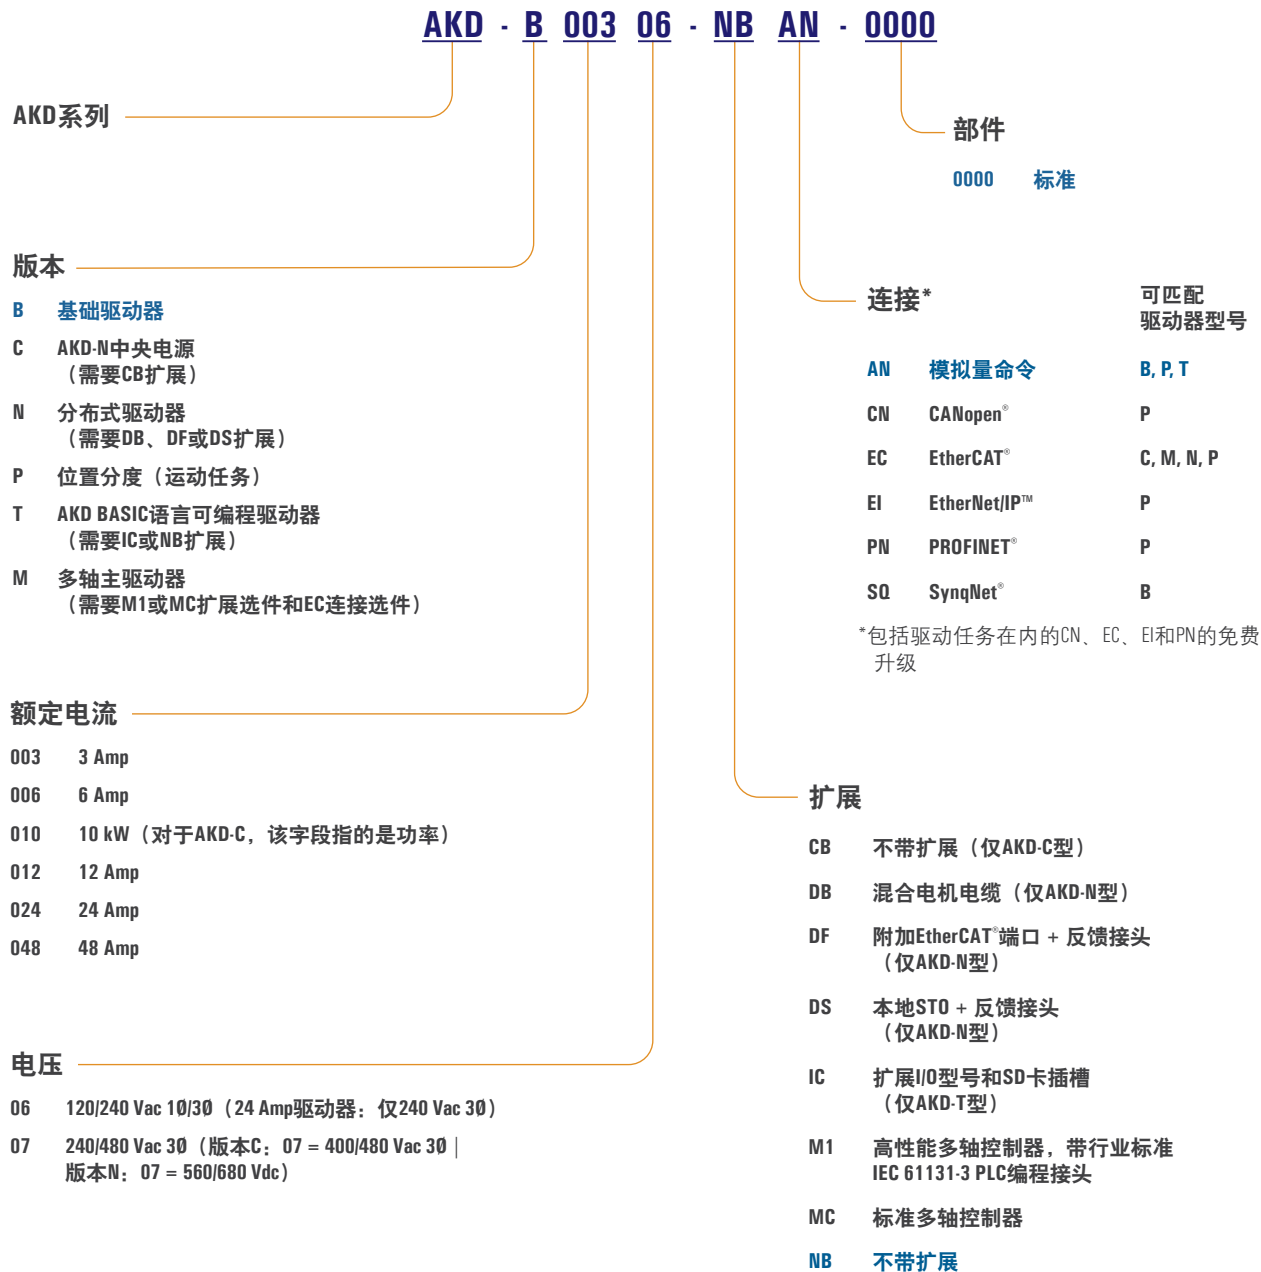 AKD - B 003 06 - NB AN - 0000
AKD系列
部件
0000 标准
版本
B 基础驱动器
C AKD-N中央电源
（需要CB扩展）
N 分布式驱动器
（需要DB、DF或DS扩展）
P 位置分度（运动任务）
T AKD BASIC语言可编程驱动器
（需要IC或NB扩展）
M 多轴主驱动器
（需要M1或MC扩展选件和EC连接选件）
连接* 可匹配
驱动器型号
AN 模拟量命令 B, P, T
CN CANopen® P
EC EtherCAT® C, M, N, P
EI EtherNet/IP™ P
PN PROFINET® P
SQ SynqNet® B
*包括驱动任务在内的CN、EC、EI和PN的免费
升级
额定电流
003 3 Amp
006 6 Amp
010 10 kW（对于AKD-C，该字段指的是功率）
012 12 Amp
024 24 Amp
048 48 Amp
电压
06 120/240 Vac 1Ø/3Ø（24 Amp驱动器：仅240 Vac 3Ø）
07 240/480 Vac 3Ø（版本C：07 = 400/480 Vac 3Ø |
版本N：07 = 560/680 Vdc）
扩展
CB 不带扩展（仅AKD-C型）
DB 混合电机电缆（仅AKD-N型）
DF 附加EtherCAT®端口 + 反馈接头
（仅AKD-N型）
DS 本地STO + 反馈接头
（仅AKD-N型）
IC 扩展I/O型号和SD卡插槽
（仅AKD-T型）
M1 高性能多轴控制器，带行业标准
IEC 61131-3 PLC编程接头
MC 标准多轴控制器
NB 不带扩展